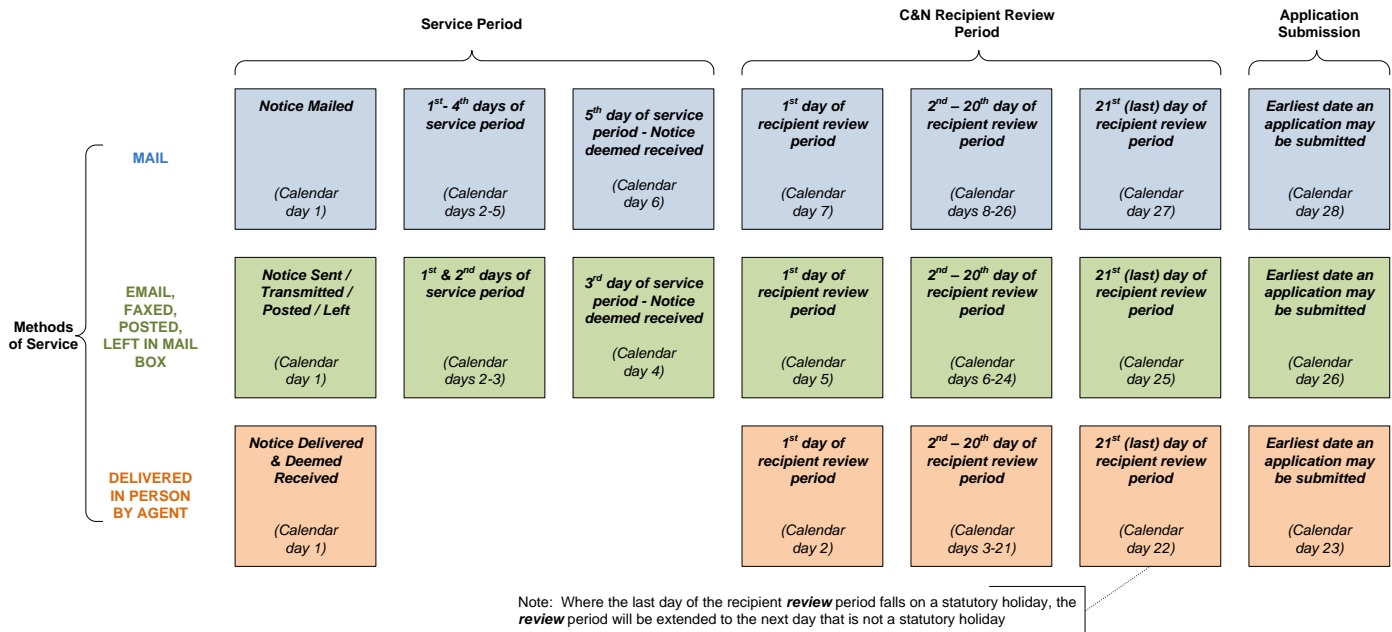 Service Period
C&N Recipient Review
Period
Application
Submission
Methods
of Service
MAIL
Notice Mailed
(Calendar
day 1)
1st- 4th days of
service period
(Calendar
days 2-5)
5th day of service
period - Notice
deemed received
(Calendar
day 6)
1st day of
recipient review
period
(Calendar
day 7)
2nd – 20th day of
recipient review
period
(Calendar
days 8-26)
21st (last) day of
recipient review
period
(Calendar
day 27)
Earliest date an
application may
be submitted
(Calendar
day 28)
EMAIL,
FAXED,
POSTED,
LEFT IN MAIL
BOX
Notice Sent /
Transmitted /
Posted / Left
(Calendar
day 1)
1st & 2nd days of
service period
(Calendar
days 2-3)
3rd day of service
period - Notice
deemed received
(Calendar
day 4)
1st day of
recipient review
period
(Calendar
day 5)
2nd – 20th day of
recipient review
period
(Calendar
days 6-24)
21st (last) day of
recipient review
period
(Calendar
day 25)
Earliest date an
application may
be submitted
(Calendar
day 26)
DELIVERED
IN PERSON
BY AGENT
Notice Delivered
& Deemed
Received
(Calendar
day 1)
1st day of
recipient review
period
(Calendar
day 2)
2nd – 20th day of
recipient review
period
(Calendar
days 3-21)
21st (last) day of
recipient review
period
(Calendar
day 22)
Earliest date an
application may
be submitted
(Calendar
day 23)
Note: Where the last day of the recipient review period falls on a statutory holiday, the
review period will be extended to the next day that is not a statutory holiday